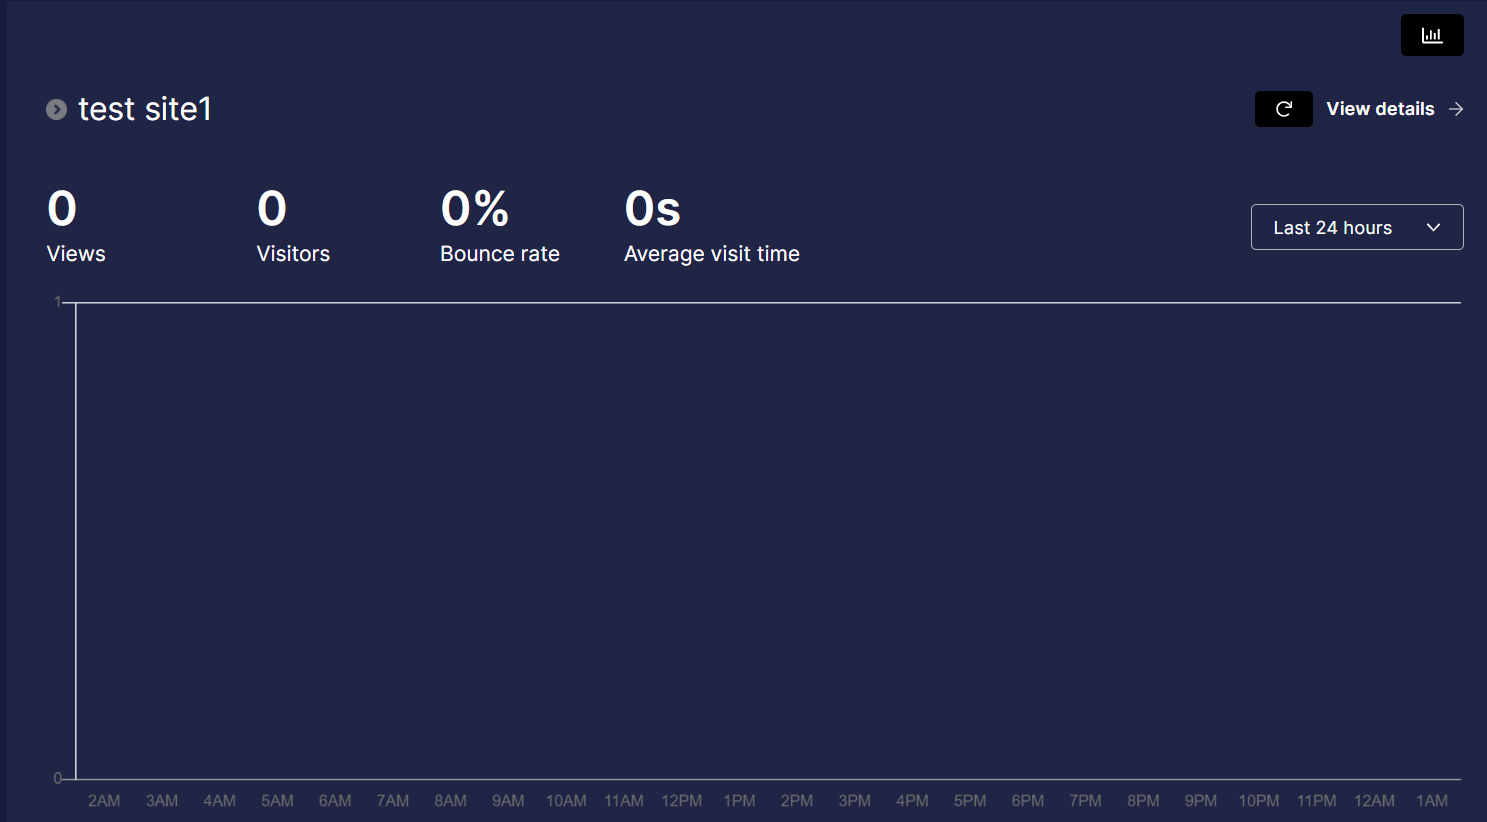 test site1
View details
0 0 0% 0s
Views Visitors Bounce rate Average visit time
Last 24 hours
1
0
2AM 3AM 4AM 5AM 6AM 7AM 8AM 9AM 10AM 11AM 12PM 1PM 2PM 3PM 4PM 5PM 6PM 7PM 8PM 9PM 10PM 11PM 12AM 1AM